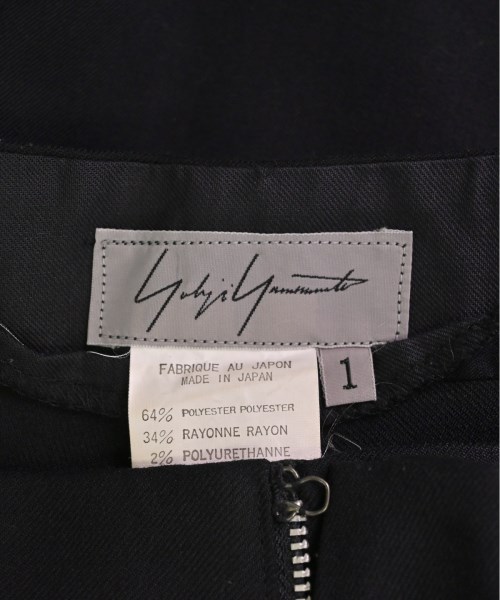 Yohji Yamamoto
FABRIQUE AU JAPON
MADE IN JAPAN
1
64% POLYESTER POLYESTER
34% RAYONNE RAYON
2% POLYURETHANNE